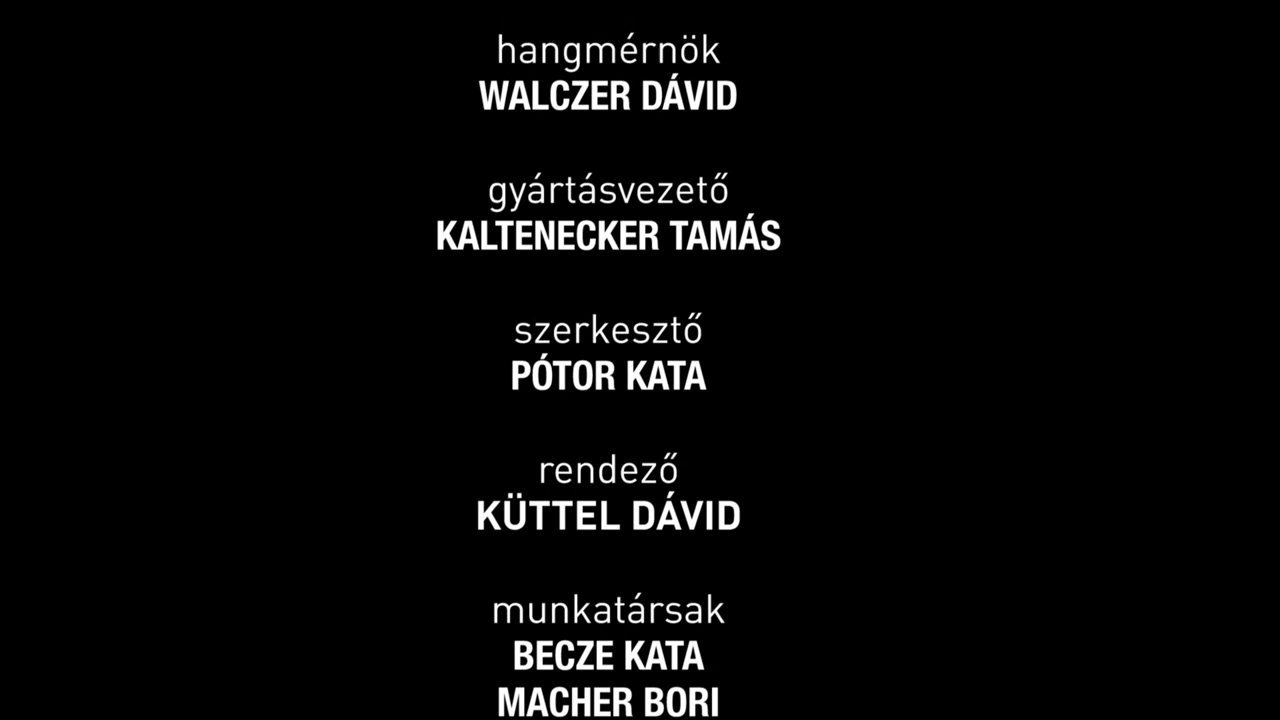 hangmérnök
WALCZER DÁVID
gyártásvezető
KALTENECKER TAMÁS
szerkesztő
PÓTOR KATA
rendező
KÜTTEL DÁVID
munkatársak
BECZE KATA
MACHER BORI